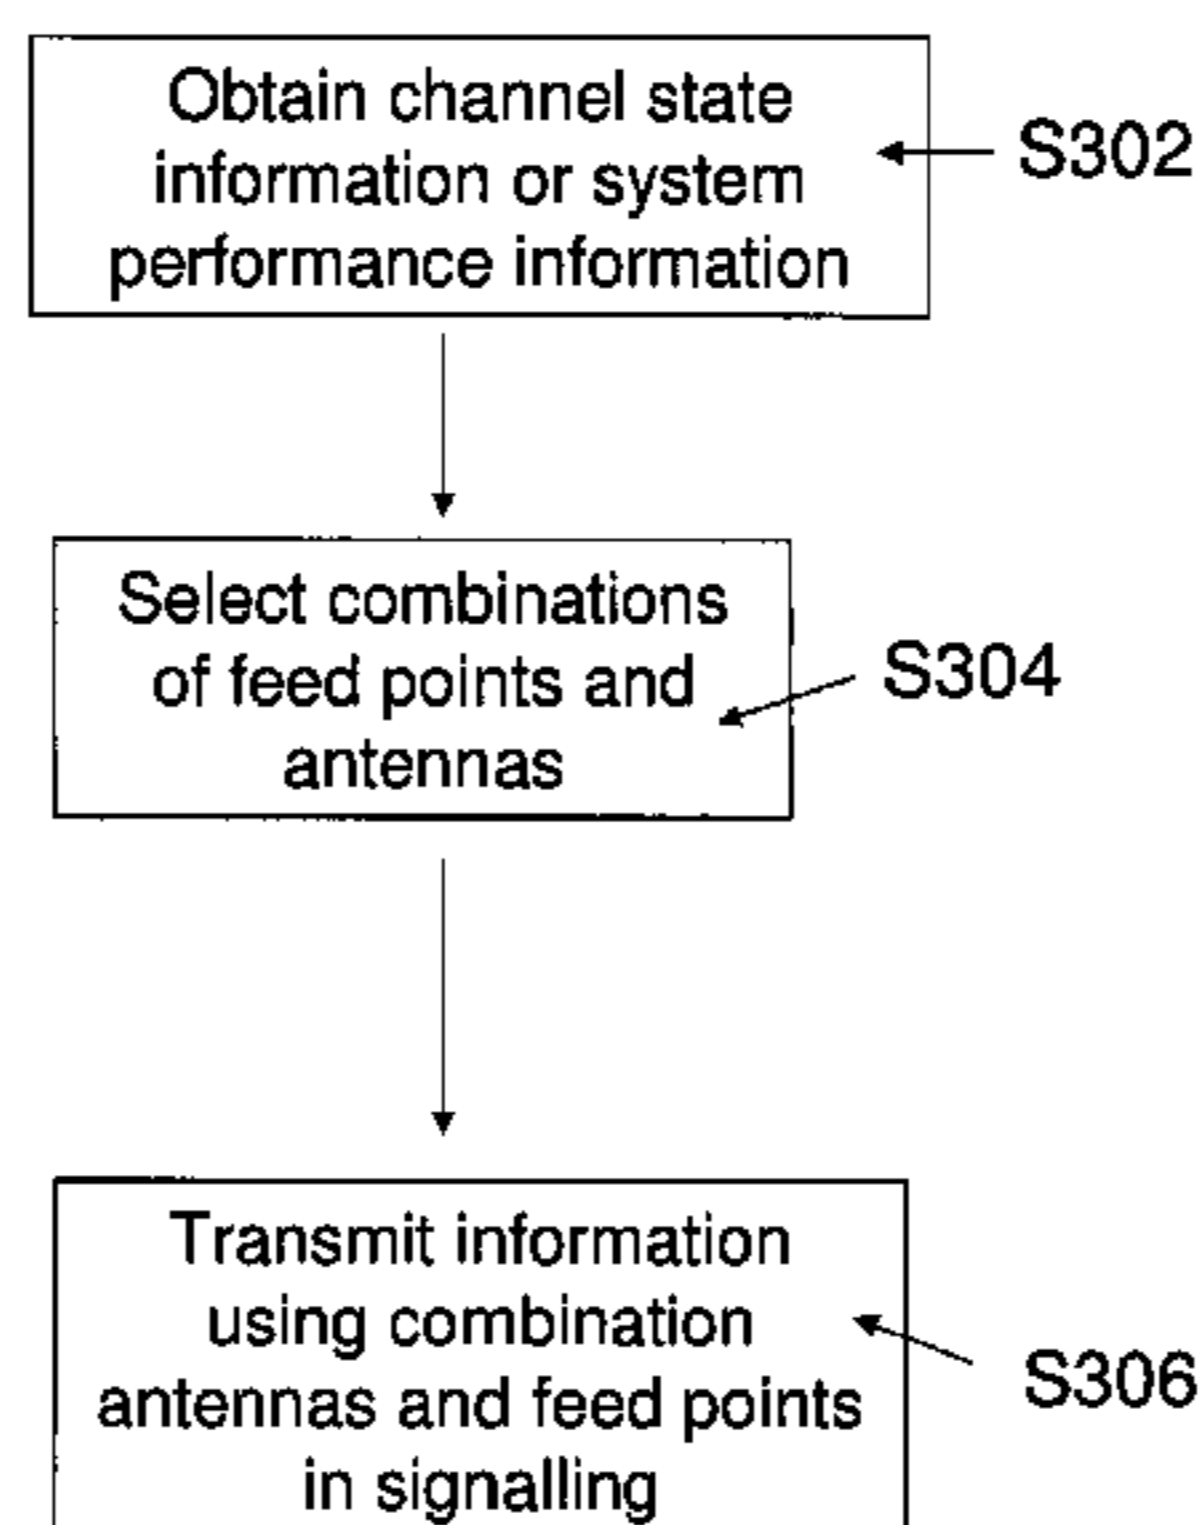 Obtain channel state
information or system
performance information
S302
Select combinations
of feed points and
antennas
S304
Transmit information
using combination
antennas and feed points
in signalling
S306